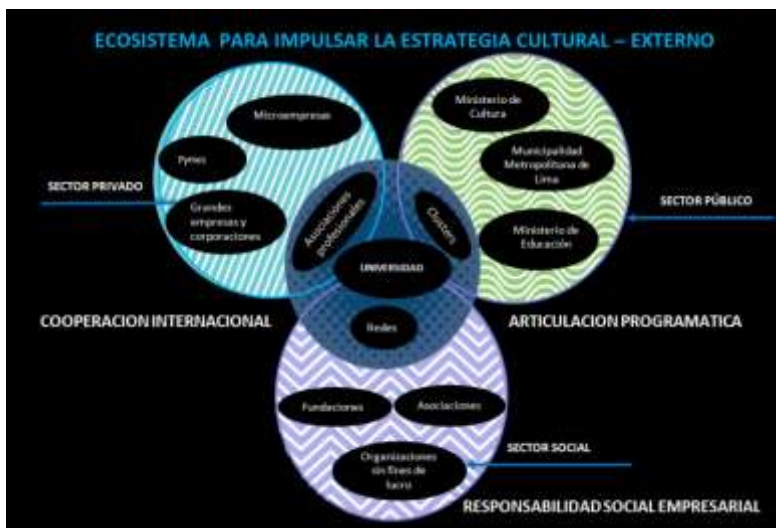 ECOSISTEMA PARA IMPULSAR LA ESTRATEGIA CULTURAL – EXTERNO
Microempresas
Pymes
Grandes
empresas y
corporaciones
SECTOR PRIVADO
Ministerio de
Cultura
Municipalidad
Metropolitana de
Lima
Ministerio de
Educación
SECTOR PÚBLICO
Asociaciones
profesionales
Clusters
UNIVERSIDAD
Redes
COOPERACION INTERNACIONAL
ARTICULACION PROGRAMATICA
Fundaciones
Asociaciones
Organizaciones
sin fines de
lucro
SECTOR SOCIAL
RESPONSABILIDAD SOCIAL EMPRESARIAL